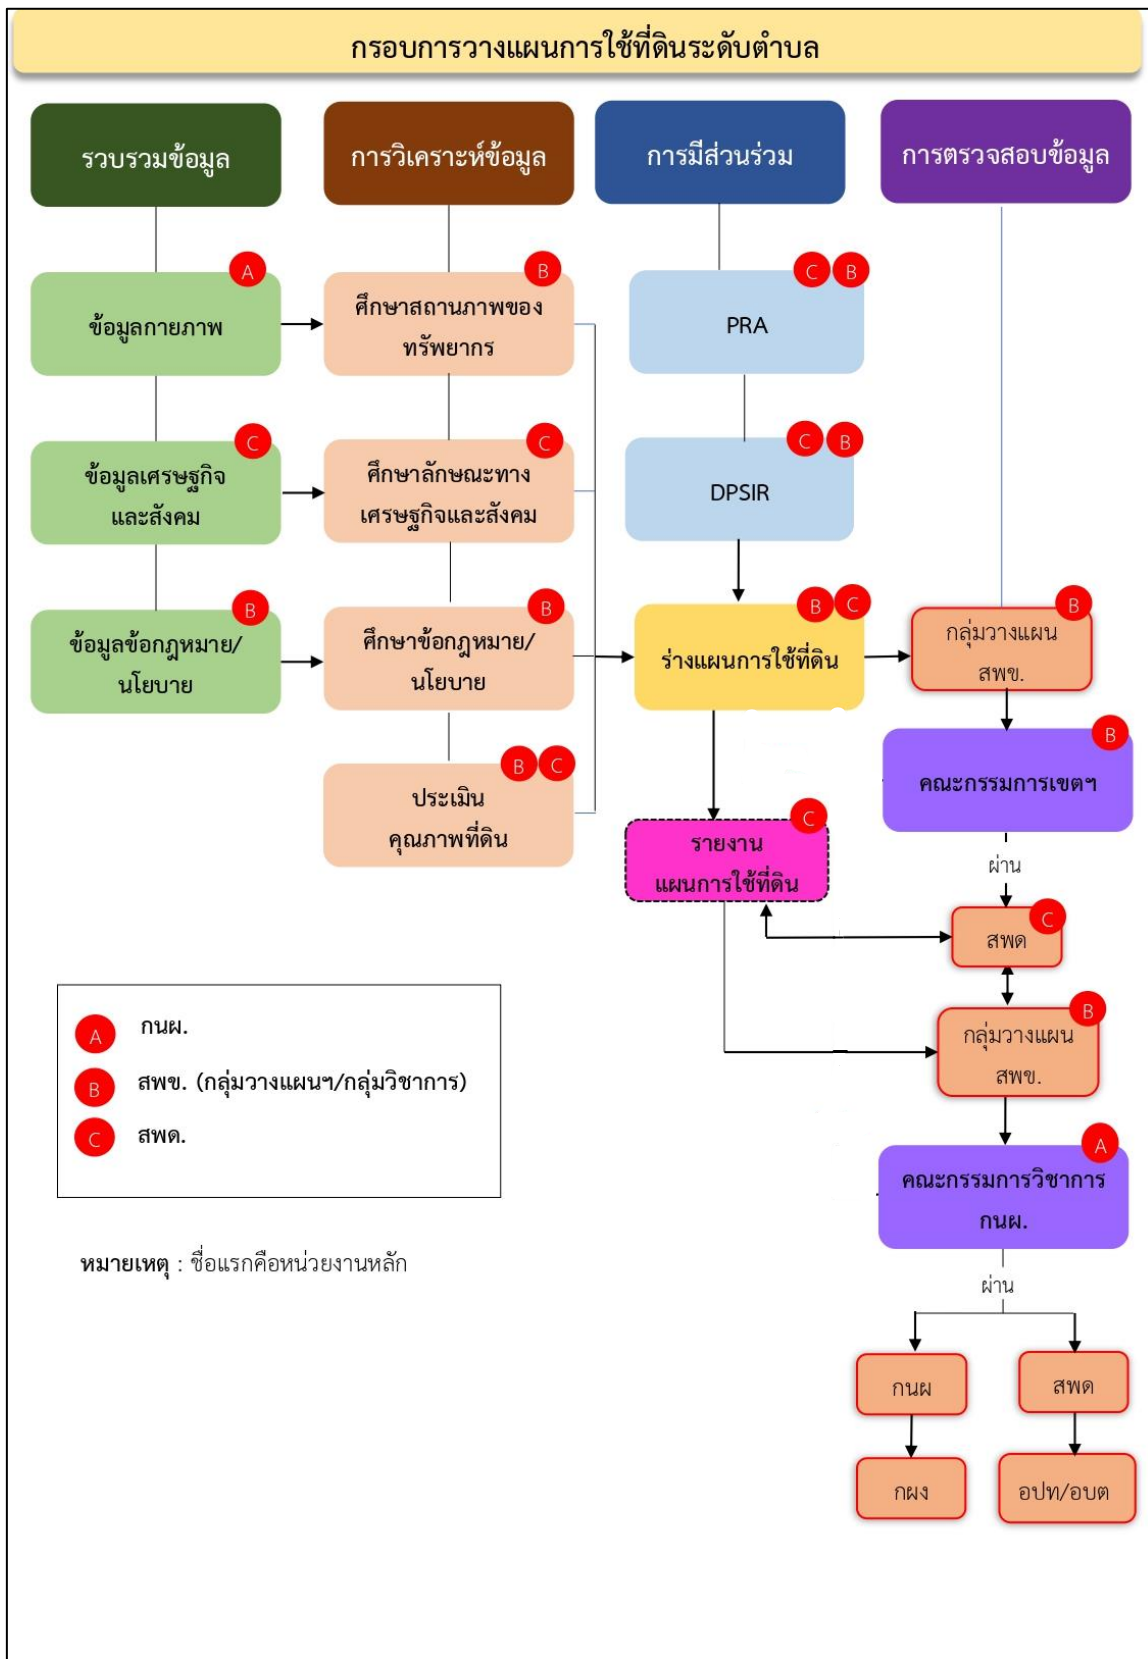 กรอบการวางแผนการใช้ที่ดินระดับตำบล
รวบรวมข้อมูล
การวิเคราะห์ข้อมูล
การมีส่วนร่วม
การตรวจสอบข้อมูล
A
ข้อมูลกายภาพ
B
ศึกษาสถานภาพของ
ทรัพยากร
C B
PRA
C
ข้อมูลเศรษฐกิจ
และสังคม
C
ศึกษาลักษณะทาง
เศรษฐกิจและสังคม
C B
DPSIR
B
ข้อมูลข้อกฎหมาย/
นโยบาย
B
ศึกษาข้อกฎหมาย/
นโยบาย
B C
ร่างแผนการใช้ที่ดิน
B
กลุ่มวางแผน
สพข.
B C
ประเมิน
คุณภาพที่ดิน
B
คณะกรรมการเขตฯ
C
รายงาน
แผนการใช้ที่ดิน
ผ่าน
C
สพด
B
กลุ่มวางแผน
สพข.
A กนผ.
B สพข. (กลุ่มวางแผนฯ/กลุ่มวิชาการ)
C สพด.
A
คณะกรรมการวิชาการ
กนผ.
หมายเหตุ : ชื่อแรกคือหน่วยงานหลัก
ผ่าน
กนผ
สพด
กผง
อปท/อบต